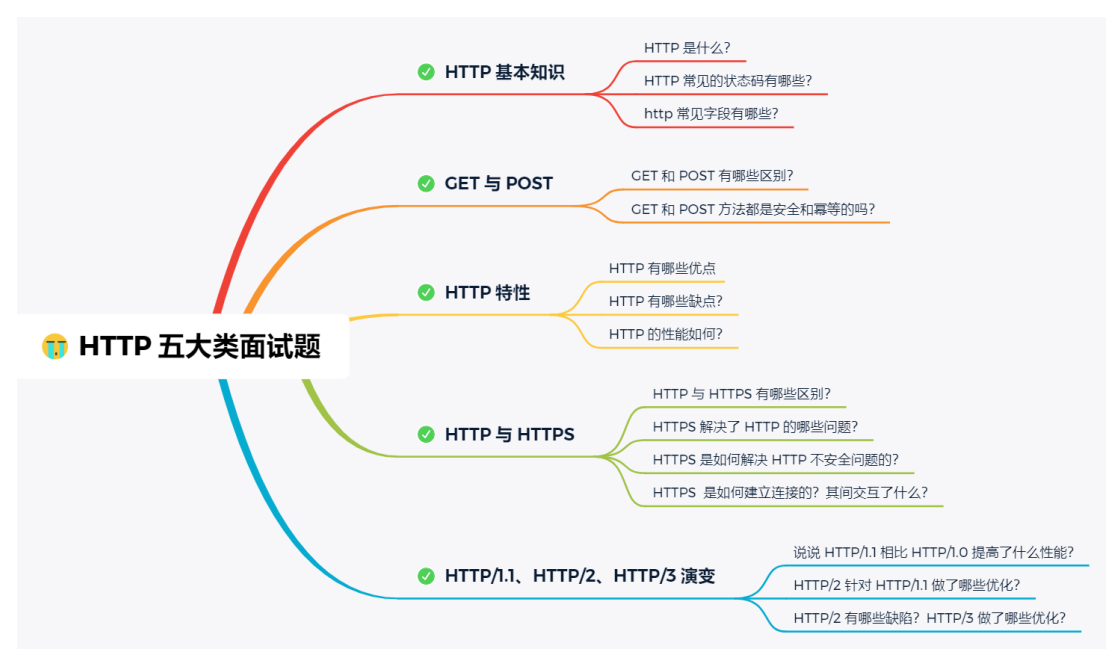 HTTP 五大类面试题
HTTP 基本知识
HTTP 是什么?
HTTP 常见的状态码有哪些?
http 常见字段有哪些?
GET 与 POST
GET 和 POST 有哪些区别?
GET 和 POST 方法都是安全和幂等的吗?
HTTP 特性
HTTP 有哪些优点
HTTP 有哪些缺点?
HTTP 的性能如何?
HTTP 与 HTTPS
HTTP 与 HTTPS 有哪些区别?
HTTPS 解决了 HTTP 的哪些问题?
HTTPS 是如何解决 HTTP 不安全问题的?
HTTPS 是如何建立连接的? 其间交互了什么?
HTTP/1.1、HTTP/2、HTTP/3 演变
说说 HTTP/1.1 相比 HTTP/1.0 提高了什么性能?
HTTP/2 针对 HTTP/1.1 做了哪些优化?
HTTP/2 有哪些缺陷? HTTP/3 做了哪些优化?